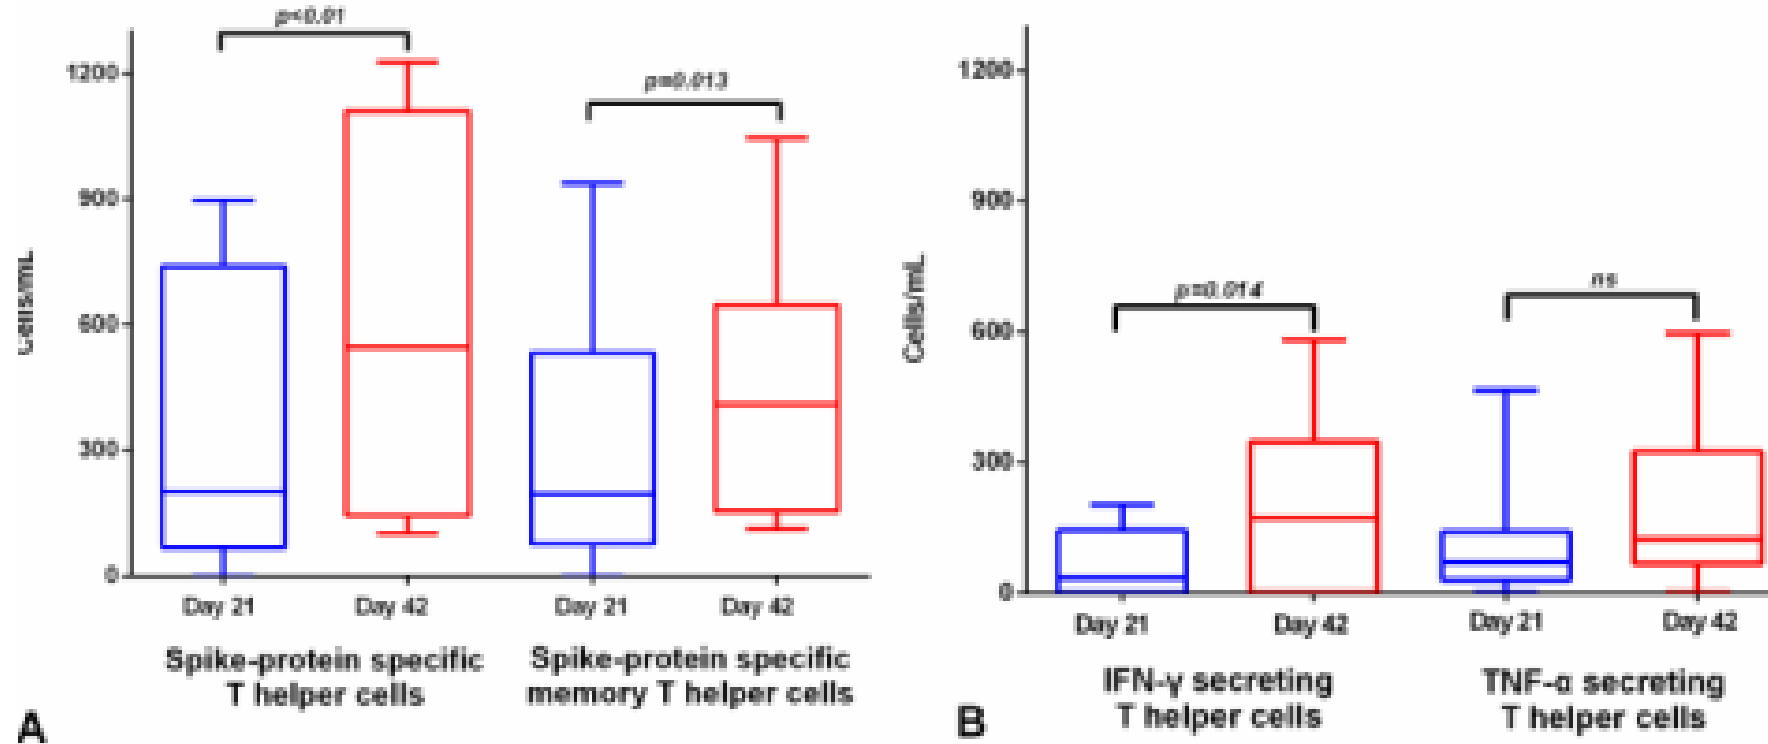 p<0.01
p=0.013
1200
900
600
300
0
Cells/mL
Day 21
Day 42
Day 21
Day 42
Spike-protein specific
T helper cells
Spike-protein specific
memory T helper cells
A
1200
900
600
300
0
Cells/mL
p=0.014
ns
Day 21
Day 42
Day 21
Day 42
IFN-γ secreting
T helper cells
TNF-α secreting
T helper cells
B